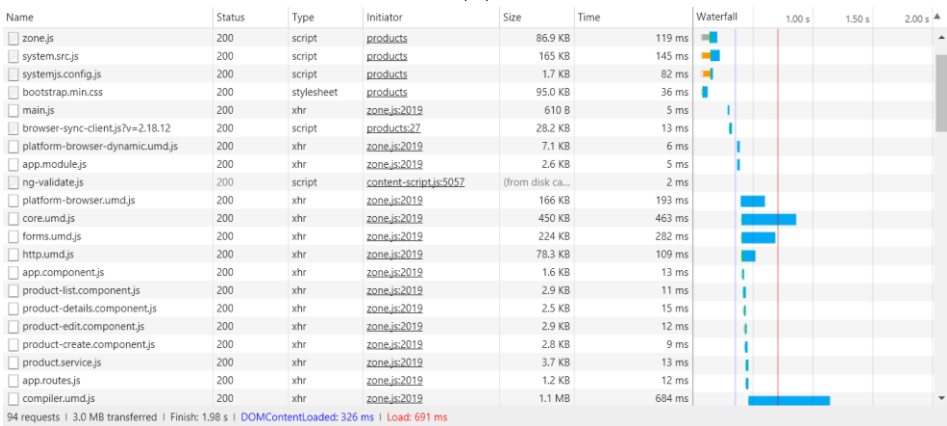 Name Status Type Initiator Size Time Waterfall 1.00 s 1.50 s 2.00 s
zone.js 200 script products 86.9 KB 119 ms
system.src.js 200 script products 165 KB 145 ms
systemjs.config.js 200 script products 1.7 KB 82 ms
bootstrap.min.css 200 stylesheet products 95.0 KB 36 ms
main.js 200 xhr zone.js:2019 610 B 5 ms
browser-sync-client.js?v=2.18.12 200 script products:27 28.2 KB 13 ms
platform-browser-dynamic.umd.js 200 xhr zone.js:2019 7.1 KB 6 ms
app.module.js 200 xhr zone.js:2019 2.6 KB 5 ms
ng-validate.js 200 script content-script.js:5057 (from disk ca... 2 ms
platform-browser.umd.js 200 xhr zone.js:2019 166 KB 193 ms
core.umd.js 200 xhr zone.js:2019 450 KB 463 ms
forms.umd.js 200 xhr zone.js:2019 224 KB 282 ms
http.umd.js 200 xhr zone.js:2019 78.3 KB 109 ms
app.component.js 200 xhr zone.js:2019 1.6 KB 13 ms
product-list.component.js 200 xhr zone.js:2019 2.9 KB 11 ms
product-details.component.js 200 xhr zone.js:2019 2.5 KB 15 ms
product-edit.component.js 200 xhr zone.js:2019 2.9 KB 12 ms
product-create.component.js 200 xhr zone.js:2019 2.8 KB 9 ms
product.service.js 200 xhr zone.js:2019 3.7 KB 13 ms
app.routes.js 200 xhr zone.js:2019 1.2 KB 12 ms
compiler.umd.js 200 xhr zone.js:2019 1.1 MB 684 ms
94 requests | 3.0 MB transferred | Finish: 1.98 s | DOMContentLoaded: 326 ms | Load: 691 ms